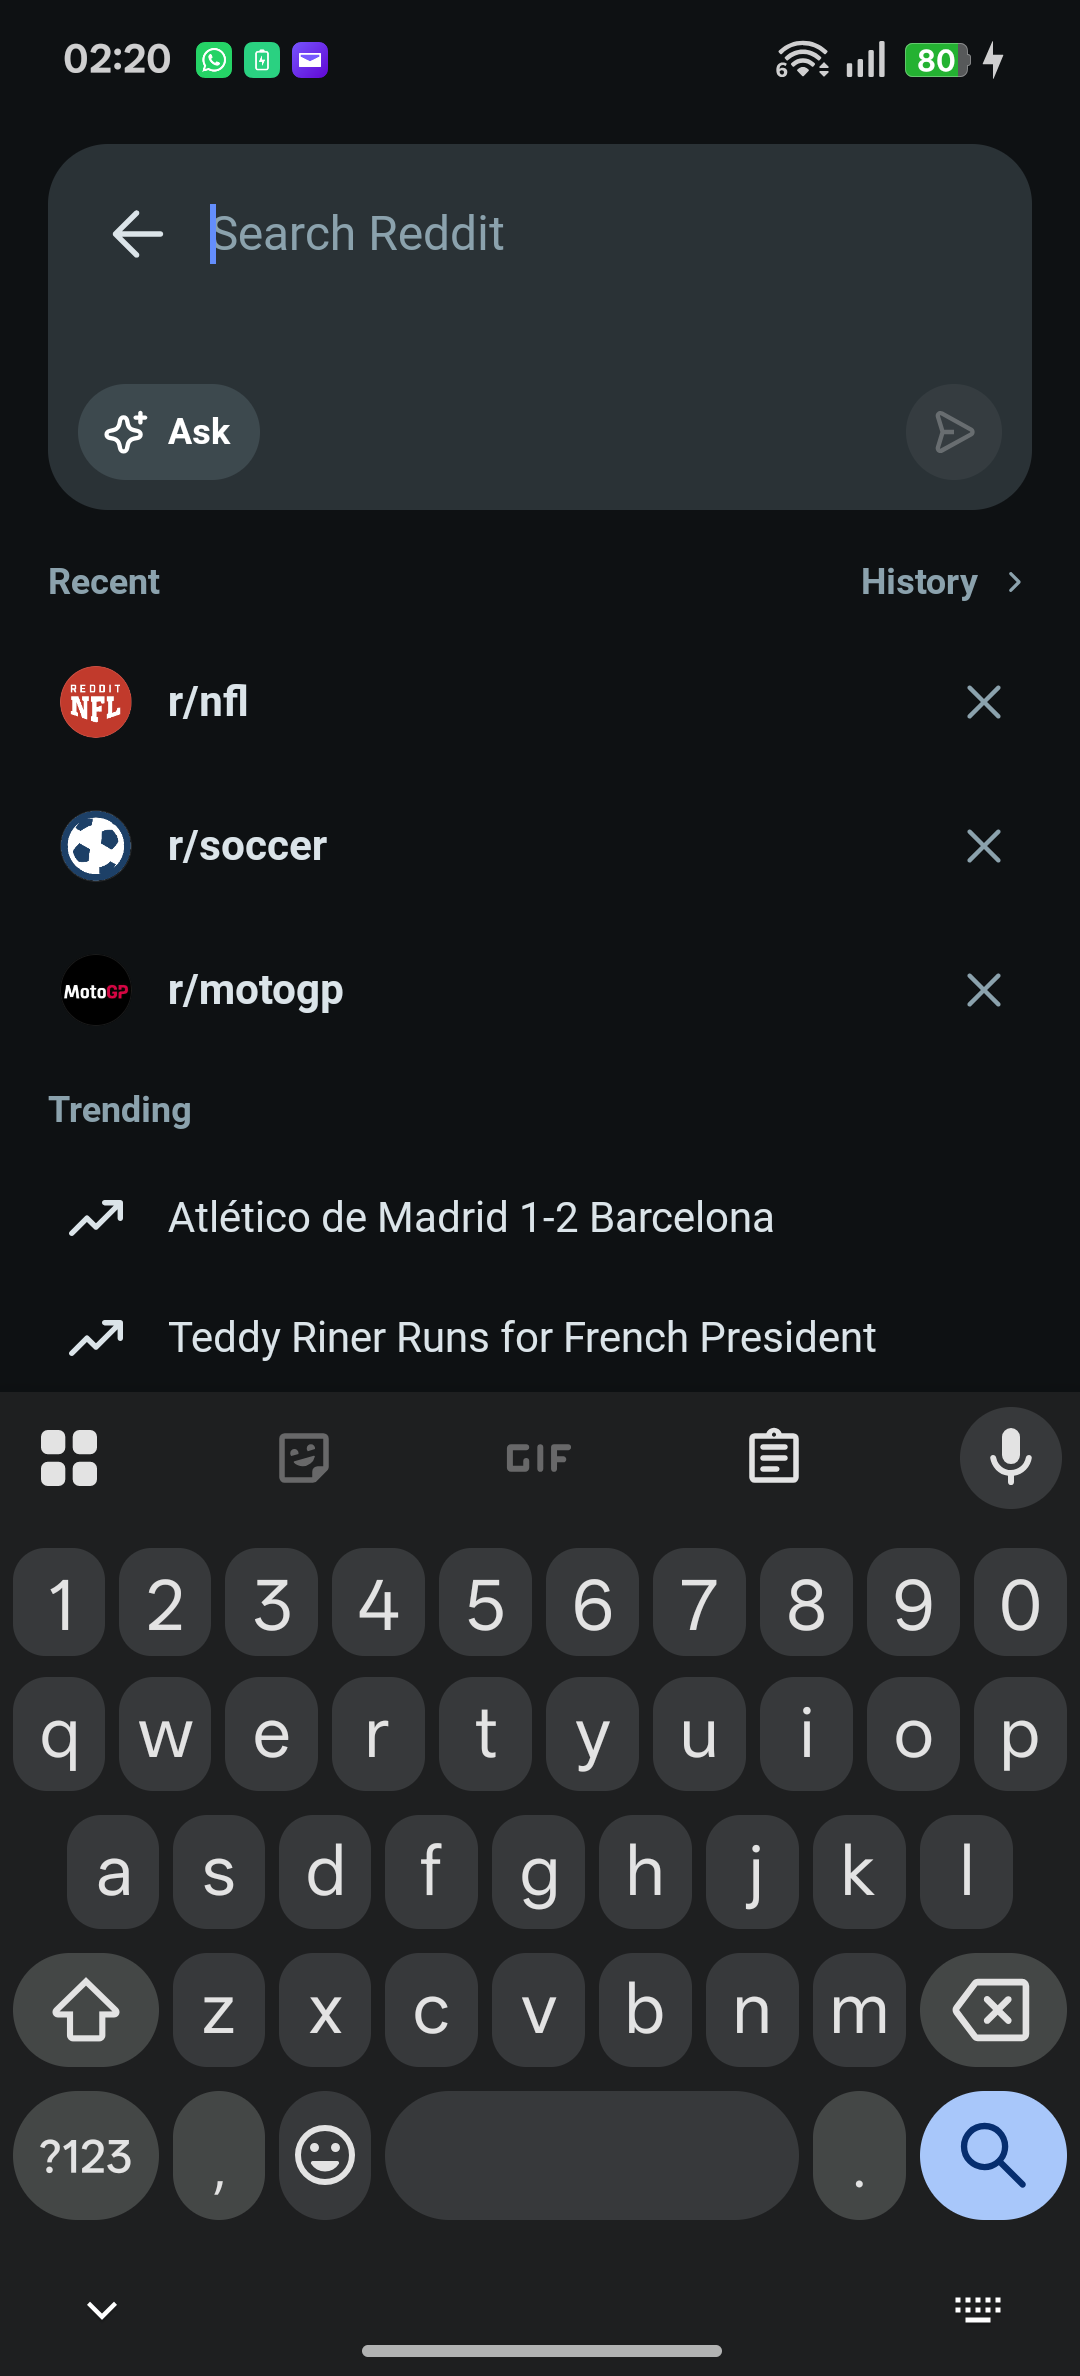 02:20
6
80
Search Reddit
Ask
Recent
History
REDDIT
NFL
r/nfl
r/soccer
MotoGP
r/motogp
Trending
Atlético de Madrid 1-2 Barcelona
Teddy Riner Runs for French President
GIF
1 2 3 4 5 6 7 8 9 0
q w e r t y u i o p
a s d f g h j k l
z x c v b n m
?123 , .